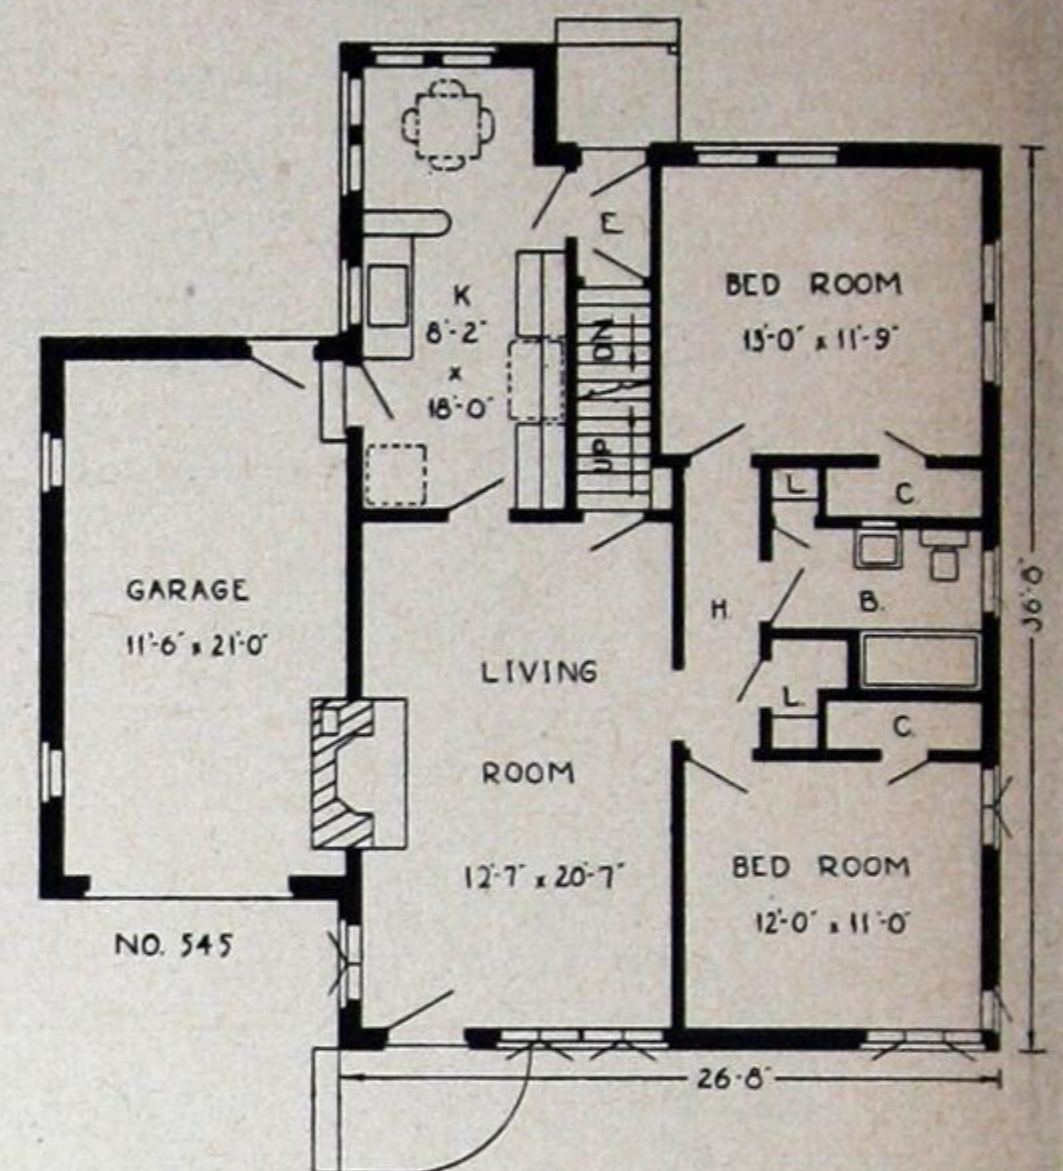 E.
K
8'-2"
x
18'-0"
DN
UP
BED ROOM
13'-0" x 11'-9"
L.
C.
H.
B.
L.
C.
GARAGE
11'-6" x 21'-0"
LIVING
ROOM
12'-7" x 20'-7"
BED ROOM
12'-0" x 11'-0"
NO. 545
36'-8"
26-8"